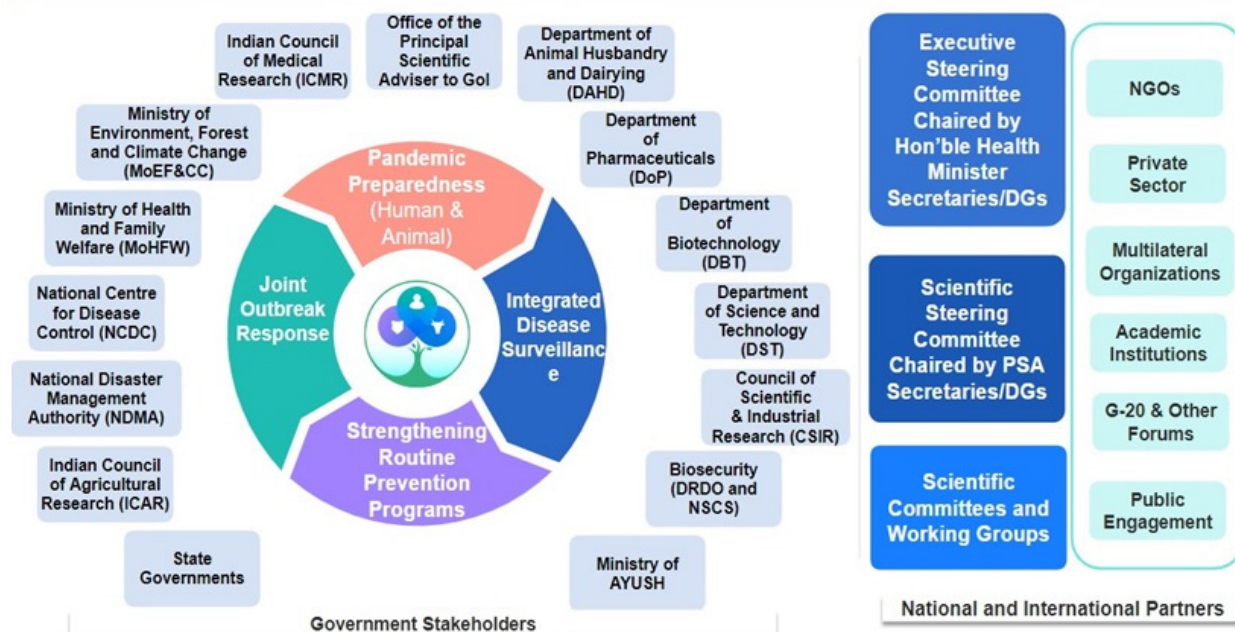 Office of the
Principal
Scientific
Adviser to GoI
Indian Council
of Medical
Research (ICMR)
Department of
Animal Husbandry
and Dairying
(DAHD)
Ministry of
Environment, Forest
and Climate Change
(MoEF&CC)
Department
of
Pharmaceuticals
(DoP)
Ministry of Health
and Family
Welfare (MoHFW)
Department
of
Biotechnology
(DBT)
National Centre
for Disease
Control (NCDC)
Department
of Science and
Technology
(DST)
National Disaster
Management
Authority (NDMA)
Council of
Scientific
& Industrial
Research (CSIR)
Indian Council
of Agricultural
Research (ICAR)
Biosecurity
(DRDO and
NSCS)
State
Governments
Ministry of
AYUSH
Pandemic
Preparedness
(Human &
Animal)
Joint
Outbreak
Response
Integrated
Disease
Surveillanc
e
Strengthening
Routine
Prevention
Programs
Government Stakeholders
Executive
Steering
Committee
Chaired by
Hon’ble Health
Minister
Secretaries/DGs
Scientific
Steering
Committee
Chaired by PSA
Secretaries/DGs
Scientific
Committees and
Working Groups
NGOs
Private
Sector
Multilateral
Organizations
Academic
Institutions
G-20 & Other
Forums
Public
Engagement
National and International Partners